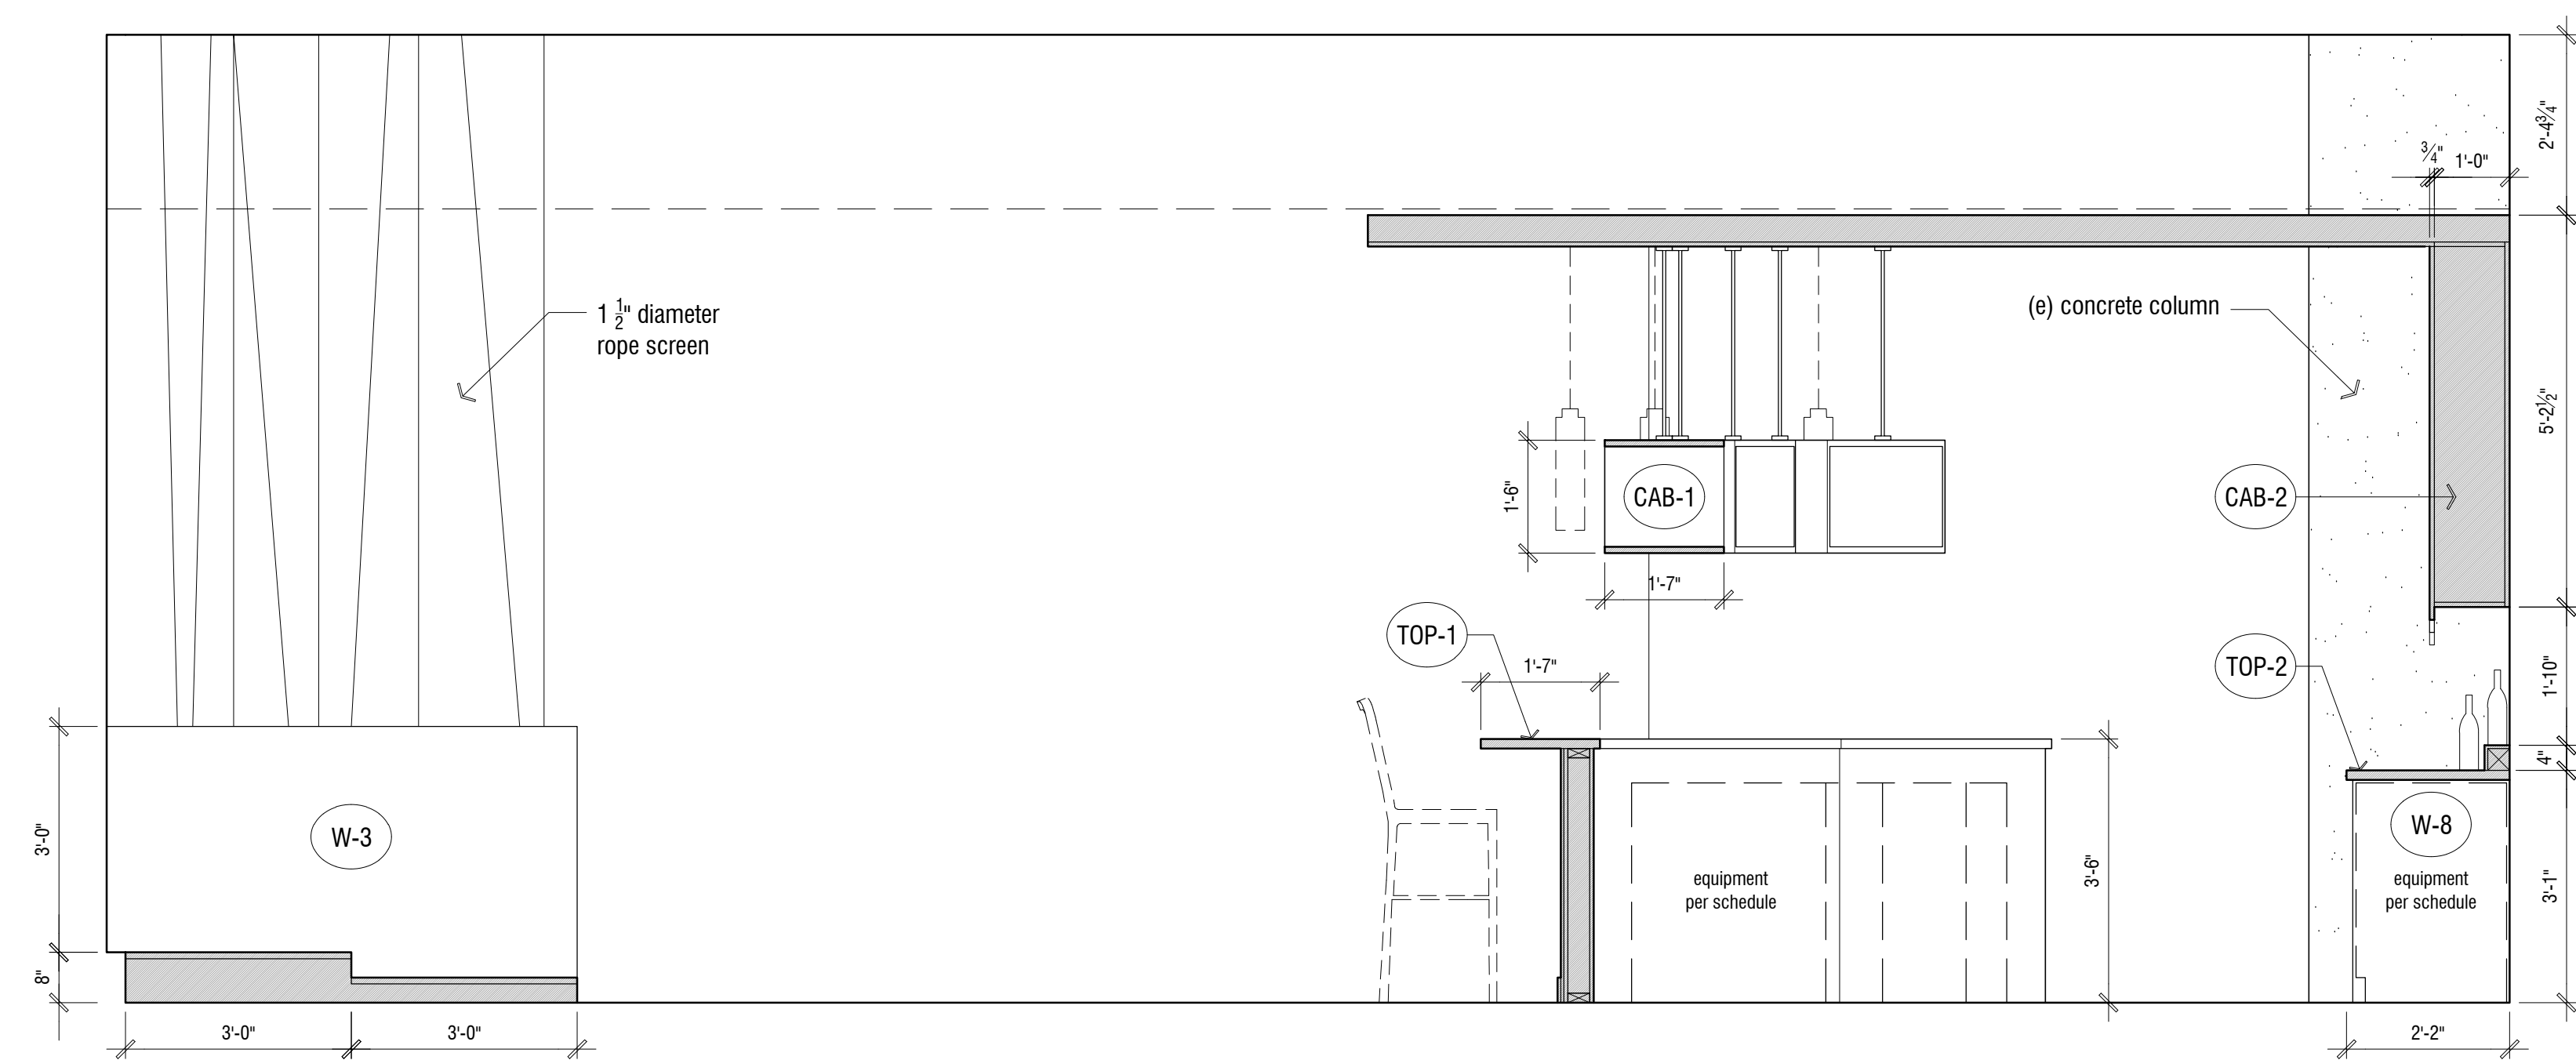 2'-4¾"
¾"
1'-0"
1 ½" diameter
rope screen
(e) concrete column
5'-2½"
1'-6"
CAB-1
CAB-2
1'-7"
TOP-1
1'-7"
TOP-2
1'-10"
4"
3'-0"
W-3
W-8
equipment
per schedule
3'-6"
equipment
per schedule
3'-1"
8"
3'-0"
3'-0"
2'-2"